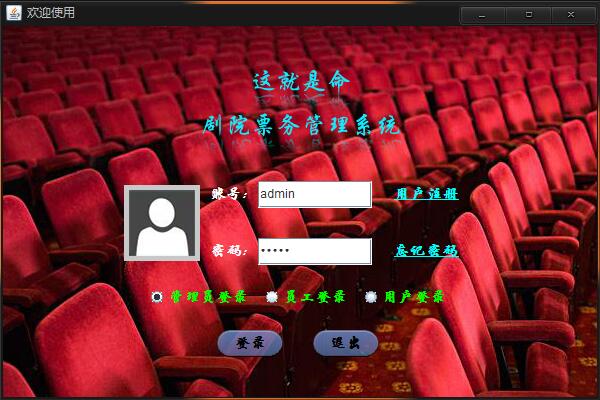 欢迎使用
这就是命
剧院票务管理系统
账号： admin 用户注册
密码： ••••• 忘记密码
管理员登录 员工登录 用户登录
登录 退出